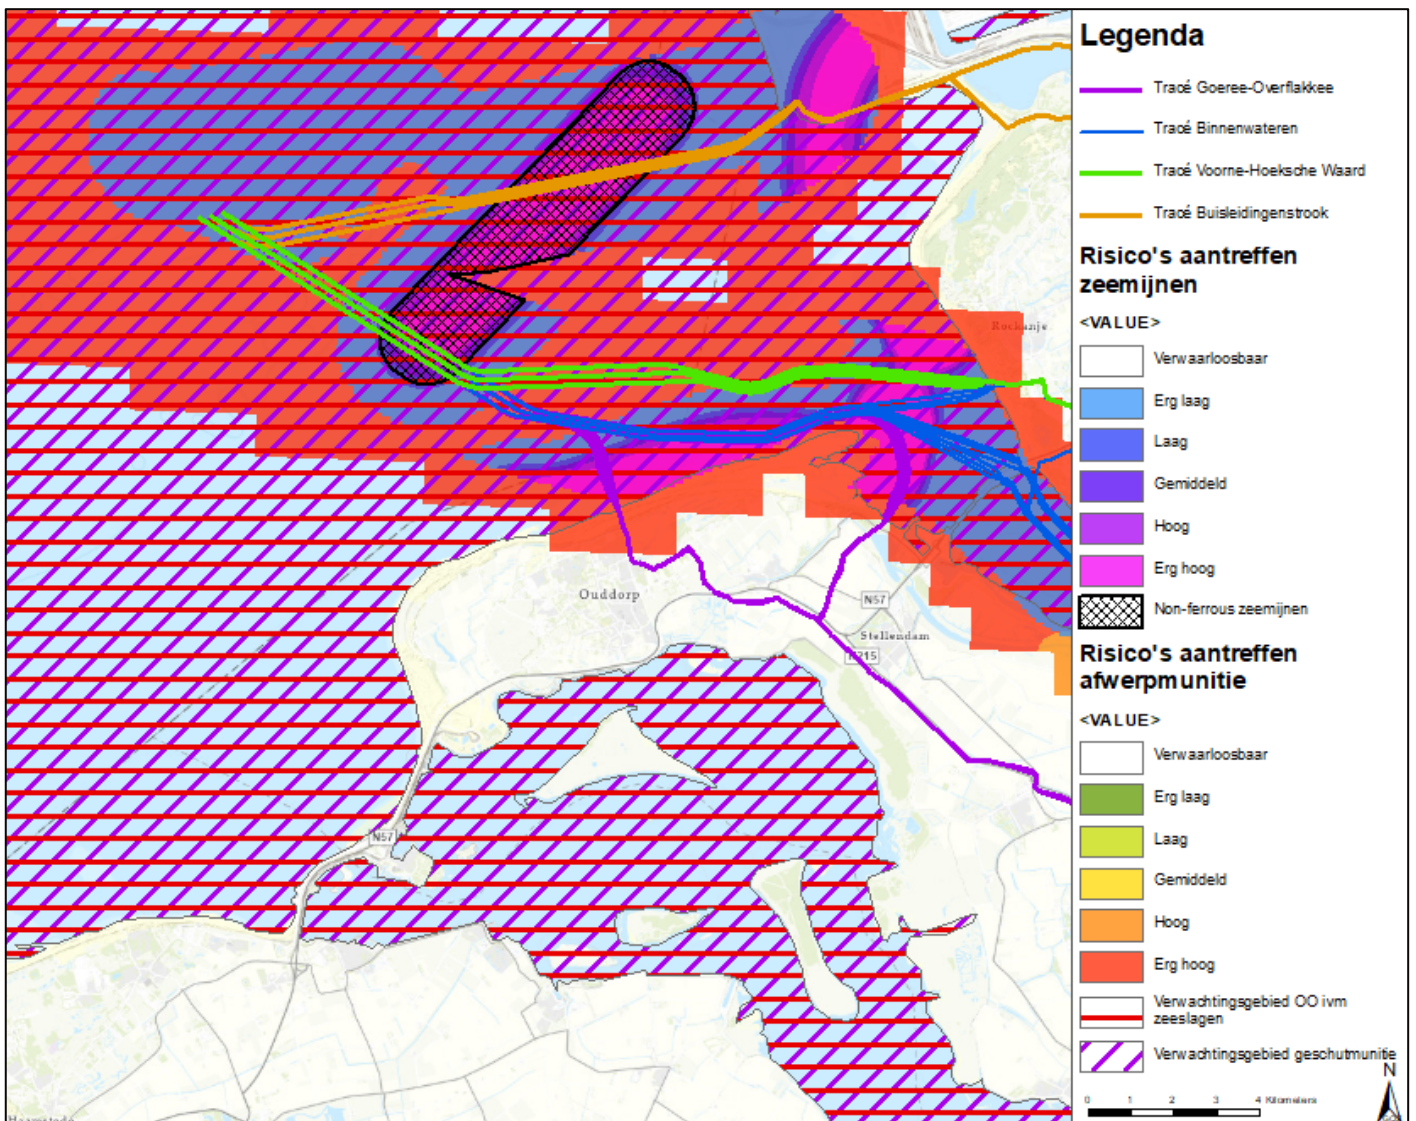 Legenda
Tracé Goeree-Overflakkee
Tracé Binnenwateren
Tracé Voorne-Hoeksche Waard
Tracé Buisleidingenstrook
Risico's aantreffen
zeemijnen
<VALUE>
Verwaarloosbaar
Erg laag
Laag
Gemiddeld
Hoog
Erg hoog
Non-ferrous zeemijnen
Risico's aantreffen
afwerpmunitie
<VALUE>
Verwaarloosbaar
Erg laag
Laag
Gemiddeld
Hoog
Erg hoog
Verwachtingsgebied OO ivm
zeeslagen
Verwachtingsgebied geschutmunitie
N
0 1 2 3 4 Kilometers
Rockanje
Ouddorp
N57
Stellendam
N215
N57